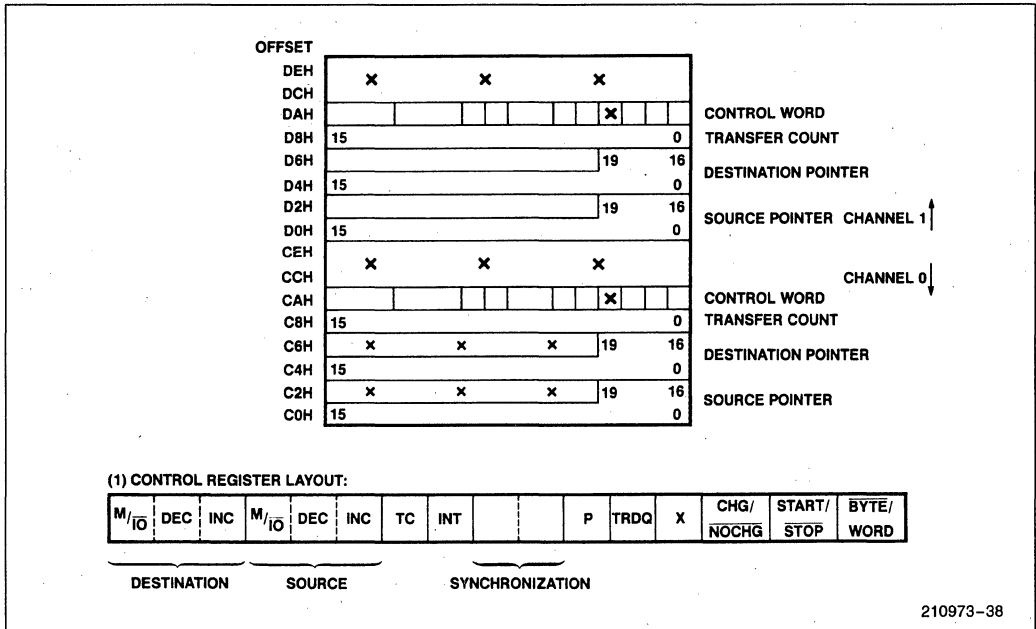 OFFSET
DEH
DCH
DAH CONTROL WORD
D8H 15 0 TRANSFER COUNT
D6H 19 16
DESTINATION POINTER
D4H 15 0
D2H 19 16
SOURCE POINTER CHANNEL 1
D0H 15 0
CEH
CCH
CHANNEL 0
CAH X CONTROL WORD
C8H 15 0 TRANSFER COUNT
C6H X X X 19 16
DESTINATION POINTER
C4H 15 0
C2H X X X 19 16
SOURCE POINTER
C0H 15 0
(1) CONTROL REGISTER LAYOUT:
M/IO DEC INC M/IO DEC INC TC INT P TRDQ X CHG/NOCHG START/STOP BYTE/WORD
DESTINATION SOURCE SYNCHRONIZATION
210973–38